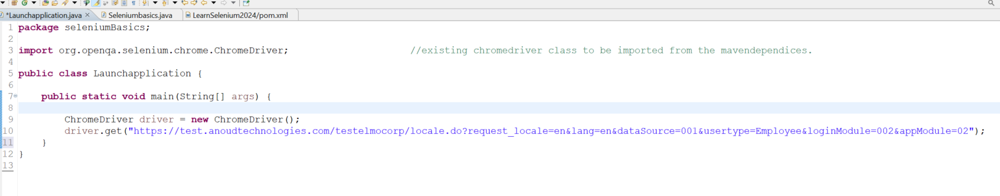 *Launchapplication.java Seleniumbasics.java LearnSelenium2024/pom.xml
1 package seleniumBasics;
2
3 import org.openqa.selenium.chrome.ChromeDriver; //existing chromedriver class to be imported from the mavendependices.
4
5 public class Launchapplication {
6
7 public static void main(String[] args) {
8
9 ChromeDriver driver = new ChromeDriver();
10 driver.get("https://test.anoudtechnologies.com/testelmocorp/locale.do?request_locale=en&lang=en&dataSource=001&usertype=Employee&loginModule=002&appModule=02");
11 }
12 }
13